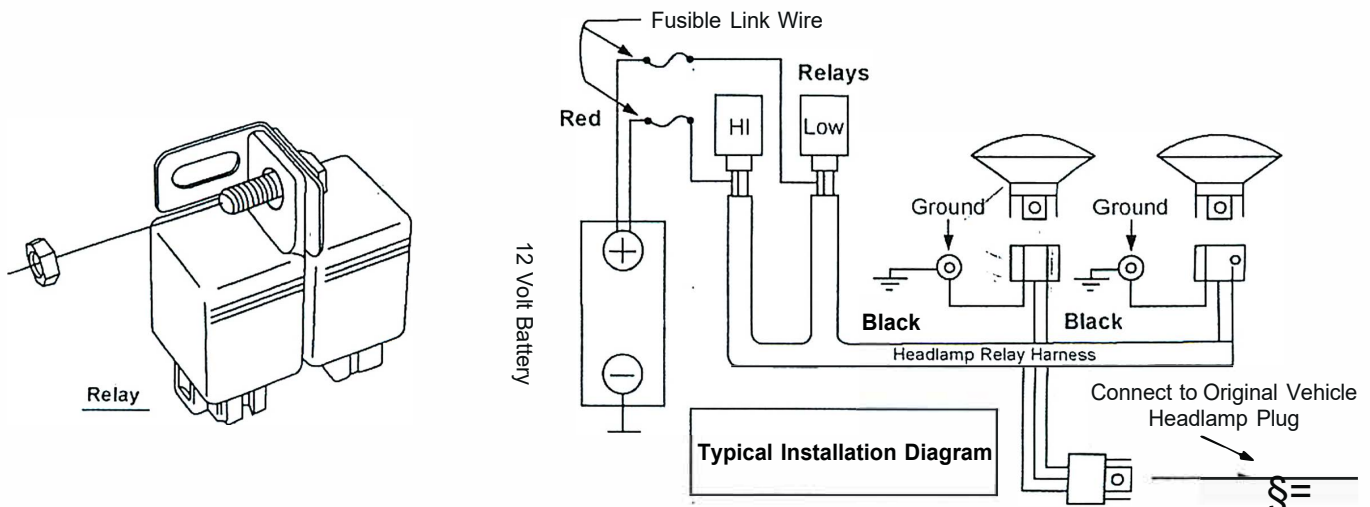 Fusible Link Wire
Relays
Red
HI
Low
Ground
Ground
12 Volt Battery
Black
Black
Headlamp Relay Harness
Relay
Connect to Original Vehicle
Headlamp Plug
Typical Installation Diagram
§=